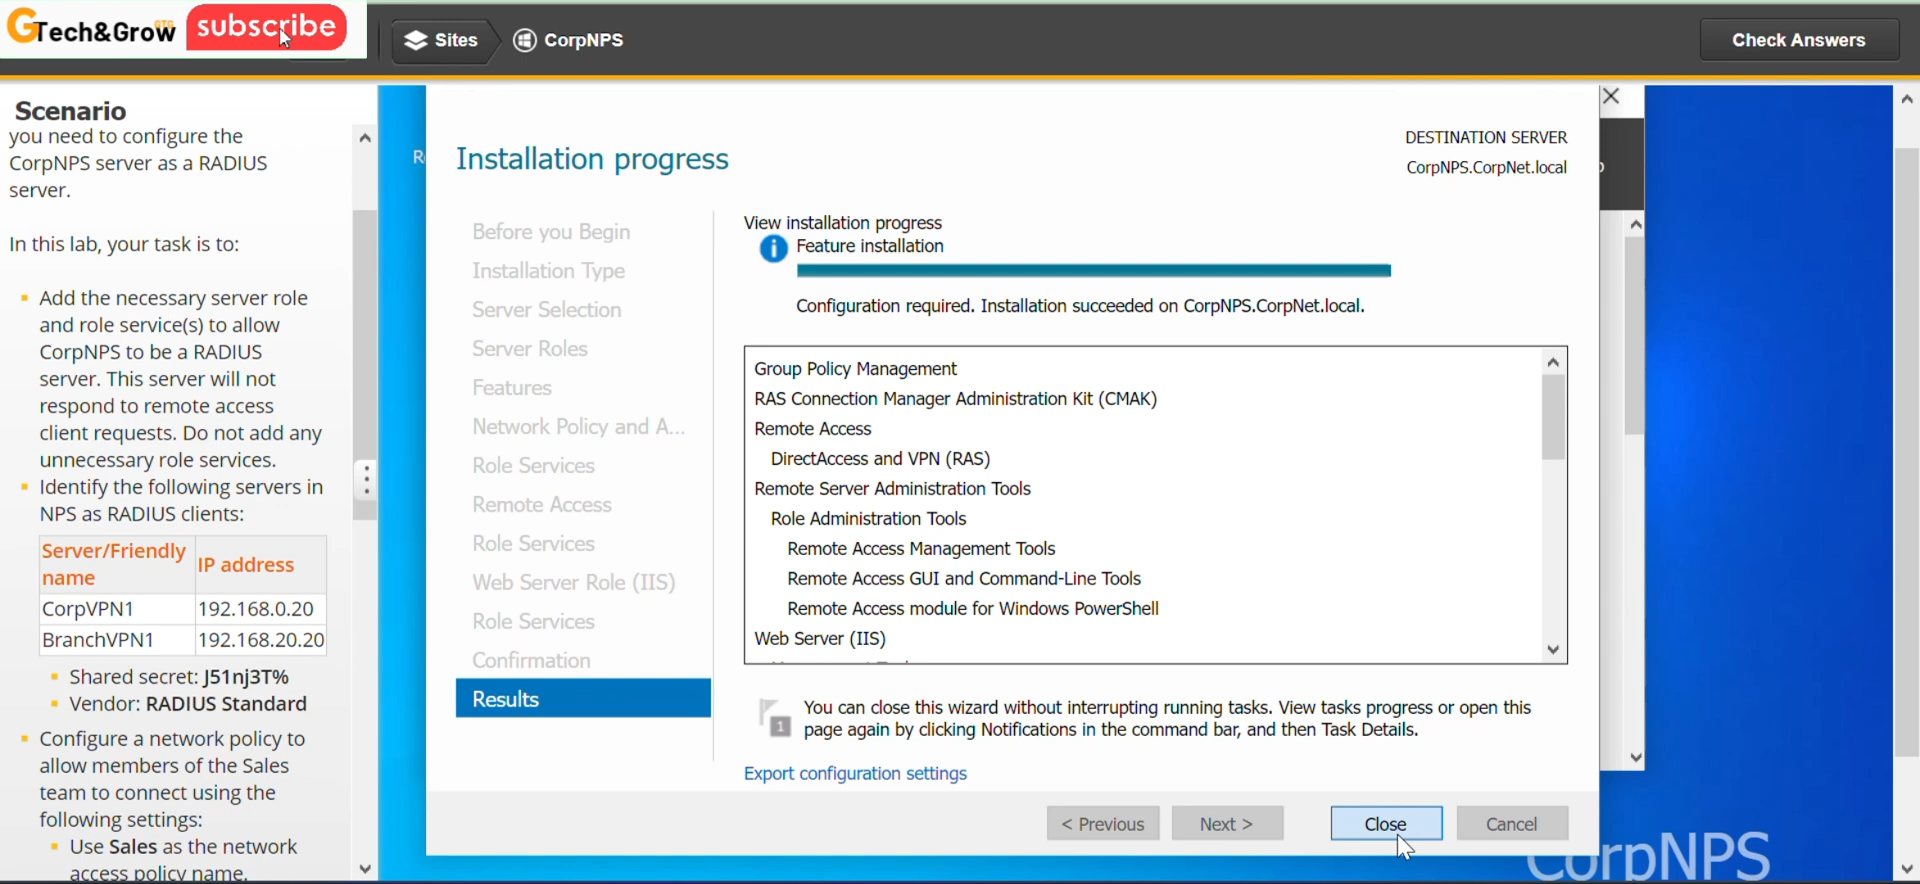 GTech&Grow GTG
subscribe
Sites
CorpNPS
Check Answers
Scenario
you need to configure the
CorpNPS server as a RADIUS
server.
In this lab, your task is to:
Add the necessary server role
and role service(s) to allow
CorpNPS to be a RADIUS
server. This server will not
respond to remote access
client requests. Do not add any
unnecessary role services.
Identify the following servers in
NPS as RADIUS clients:
Server/Friendly name IP address
CorpVPN1 192.168.0.20
BranchVPN1 192.168.20.20
Shared secret: J51nj3T%
Vendor: RADIUS Standard
Configure a network policy to
allow members of the Sales
team to connect using the
following settings:
Use Sales as the network
access policy name.
Installation progress
DESTINATION SERVER
CorpNPS.CorpNet.local
Before you Begin
Installation Type
Server Selection
Server Roles
Features
Network Policy and A...
Role Services
Remote Access
Role Services
Web Server Role (IIS)
Role Services
Confirmation
Results
View installation progress
Feature installation
Configuration required. Installation succeeded on CorpNPS.CorpNet.local.
Group Policy Management
RAS Connection Manager Administration Kit (CMAK)
Remote Access
DirectAccess and VPN (RAS)
Remote Server Administration Tools
Role Administration Tools
Remote Access Management Tools
Remote Access GUI and Command-Line Tools
Remote Access module for Windows PowerShell
Web Server (IIS)
1
You can close this wizard without interrupting running tasks. View tasks progress or open this
page again by clicking Notifications in the command bar, and then Task Details.
Export configuration settings
< Previous
Next >
Close
Cancel
CorpNPS